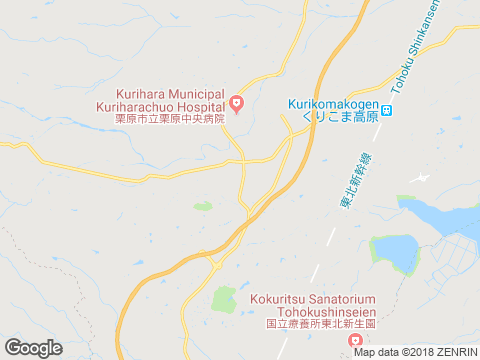 Tohoku Shinkansen
Kurihara Municipal
Kuriharachuo Hospital
栗原市立栗原中央病院
Kurikomakogen
くりこま高原
東北新幹線
Kokuritsu Sanatorium
Tohokushinseien
国立療養所東北新生園
Google
Map data ©2018 ZENRIN